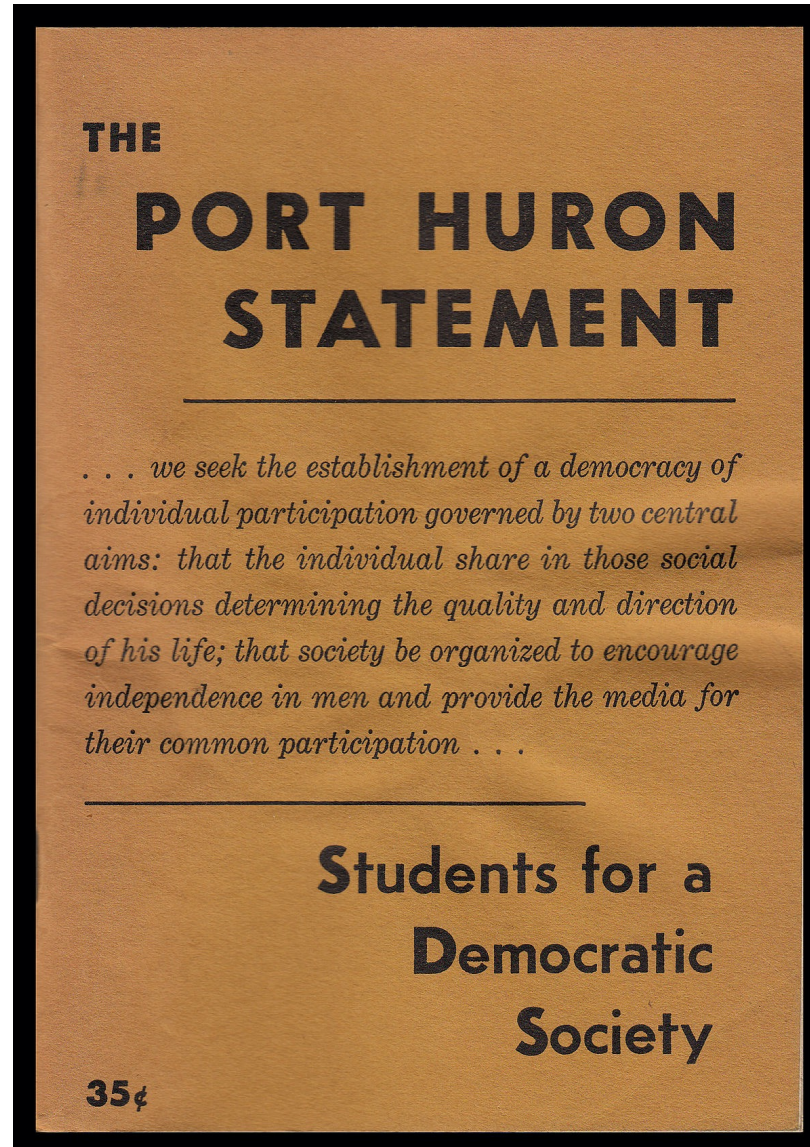 THE
PORT HURON
STATEMENT
. . . we seek the establishment of a democracy of
individual participation governed by two central
aims: that the individual share in those social
decisions determining the quality and direction
of his life; that society be organized to encourage
independence in men and provide the media for
their common participation . . .
Students for a
Democratic
Society
35¢